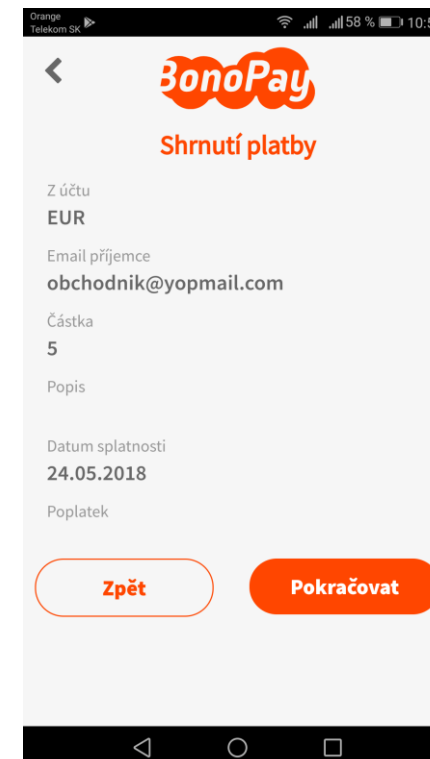 Orange
Telekom SK
58 % 10:5
BonoPay
Shrnutí platby
Z účtu
EUR
Email příjemce
obchodnik@yopmail.com
Částka
5
Popis
Datum splatnosti
24.05.2018
Poplatek
Zpět Pokračovat